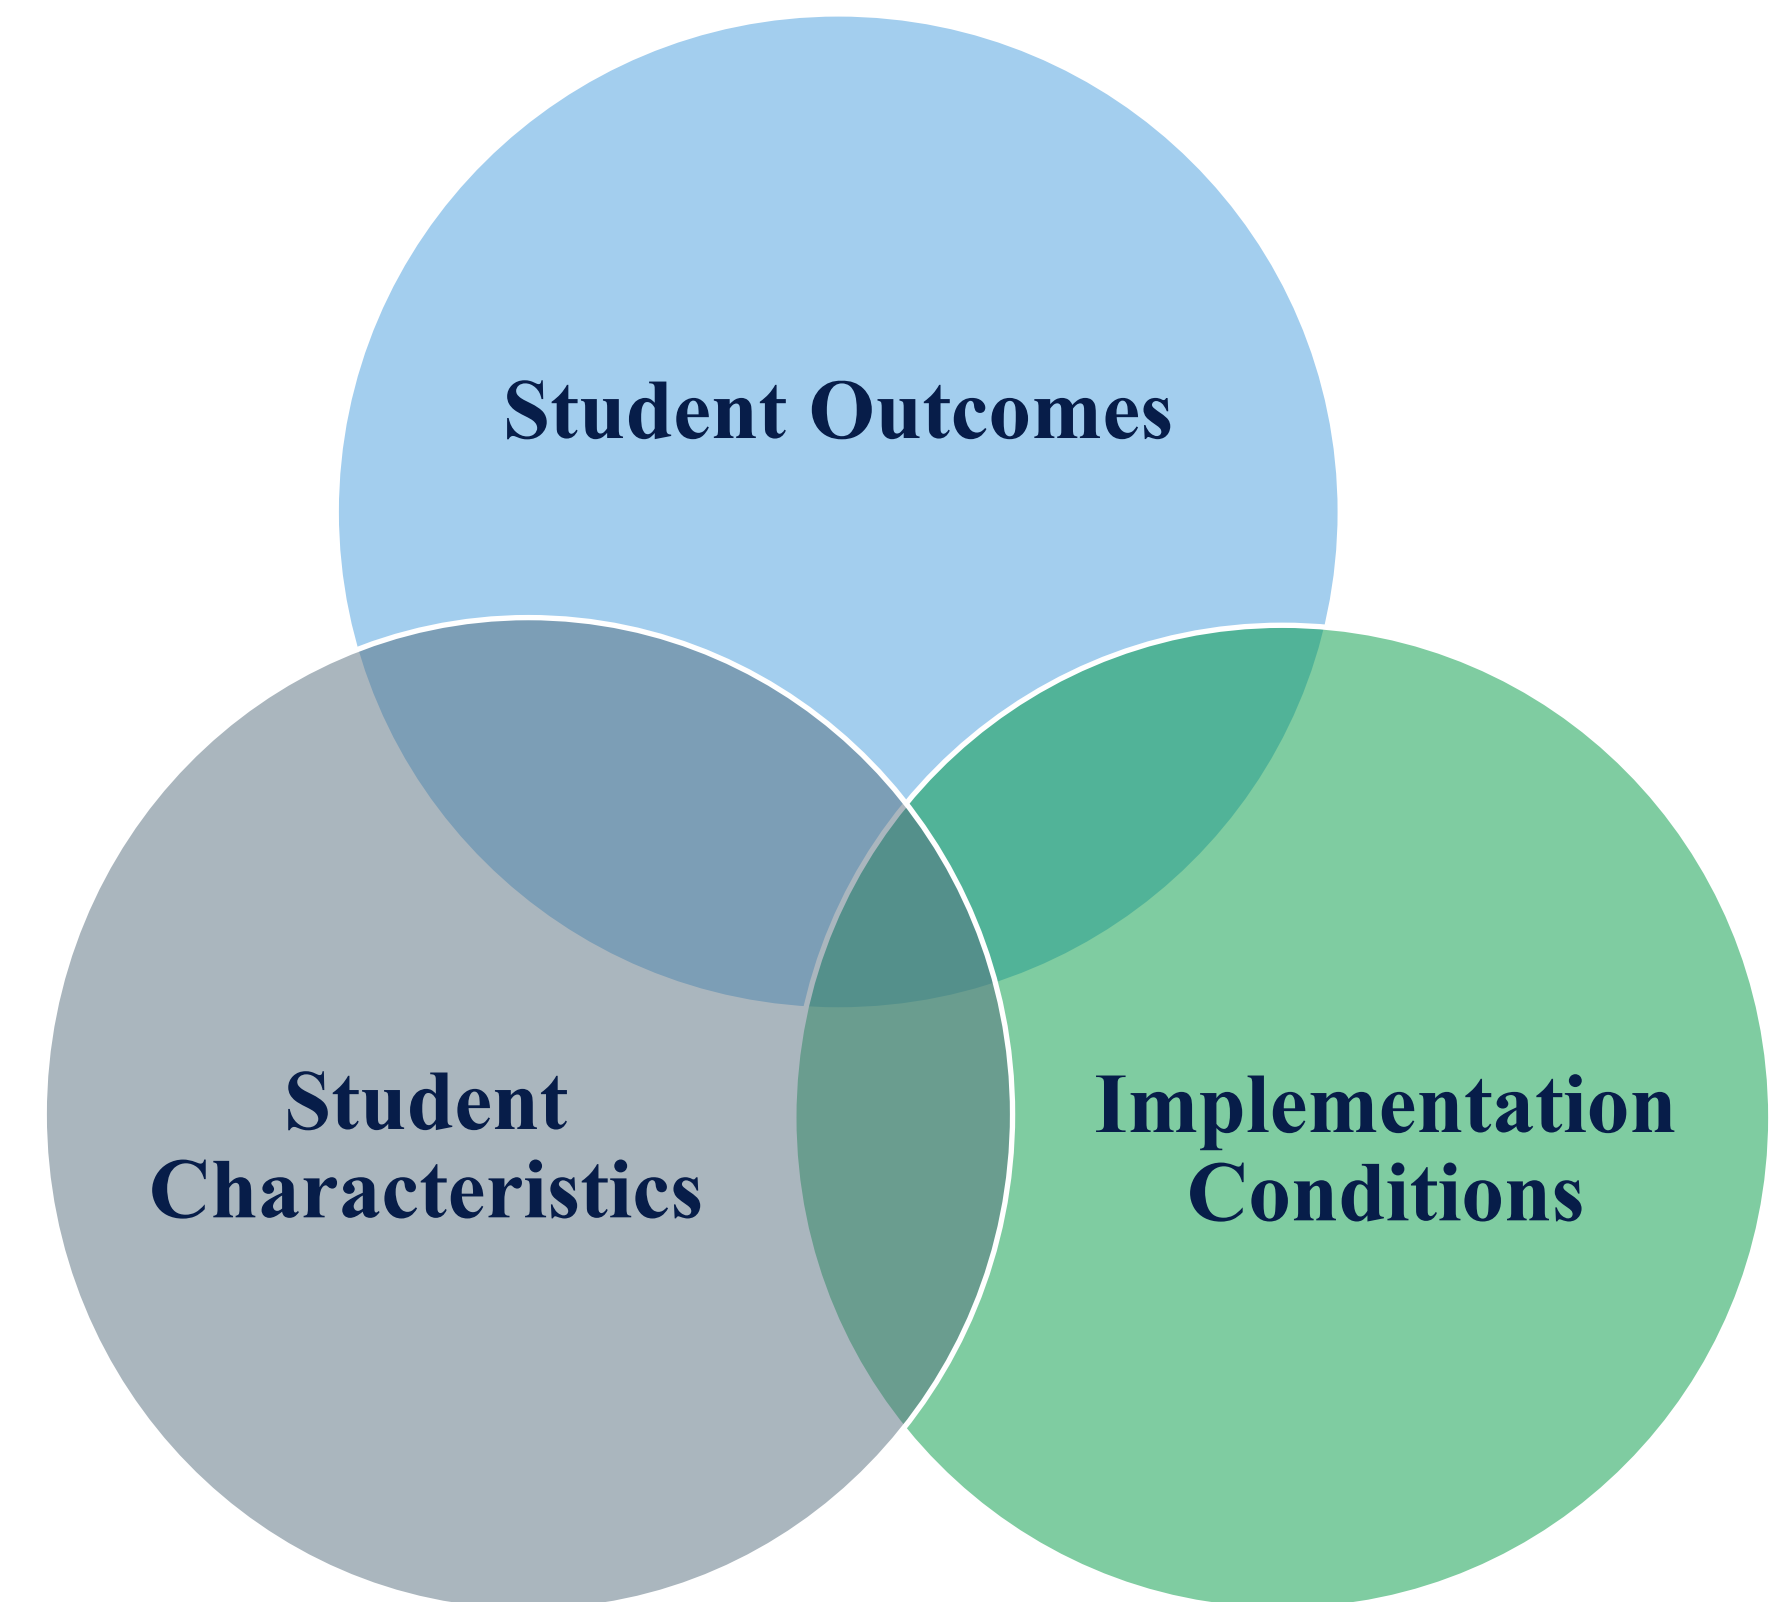 Student Outcomes
Student
Characteristics
Implementation
Conditions